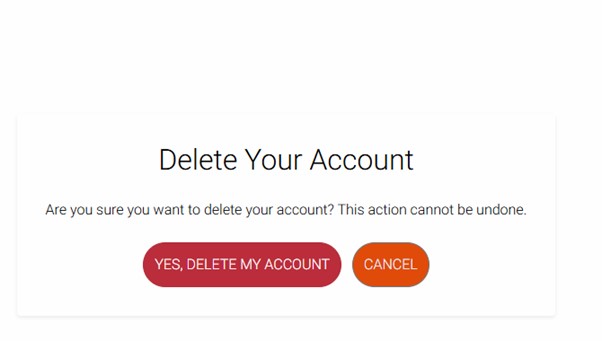 Delete Your Account
Are you sure you want to delete your account? This action cannot be undone.
YES, DELETE MY ACCOUNT CANCEL